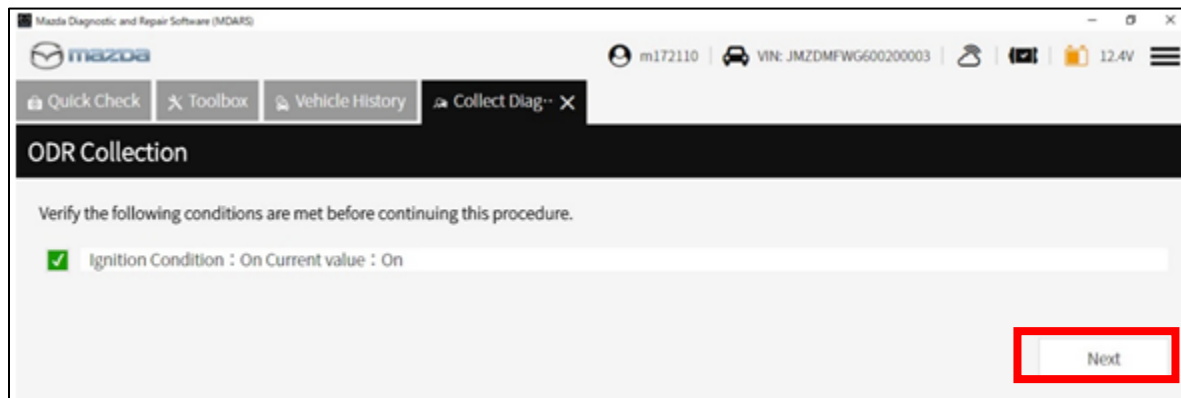 Mazda Diagnostic and Repair Software (MDARS)
mazda
m172110
VIN: JMZDMFWG600200003
12.4V
Quick Check
Toolbox
Vehicle History
Collect Diag··
ODR Collection
Verify the following conditions are met before continuing this procedure.
Ignition Condition：On Current value：On
Next